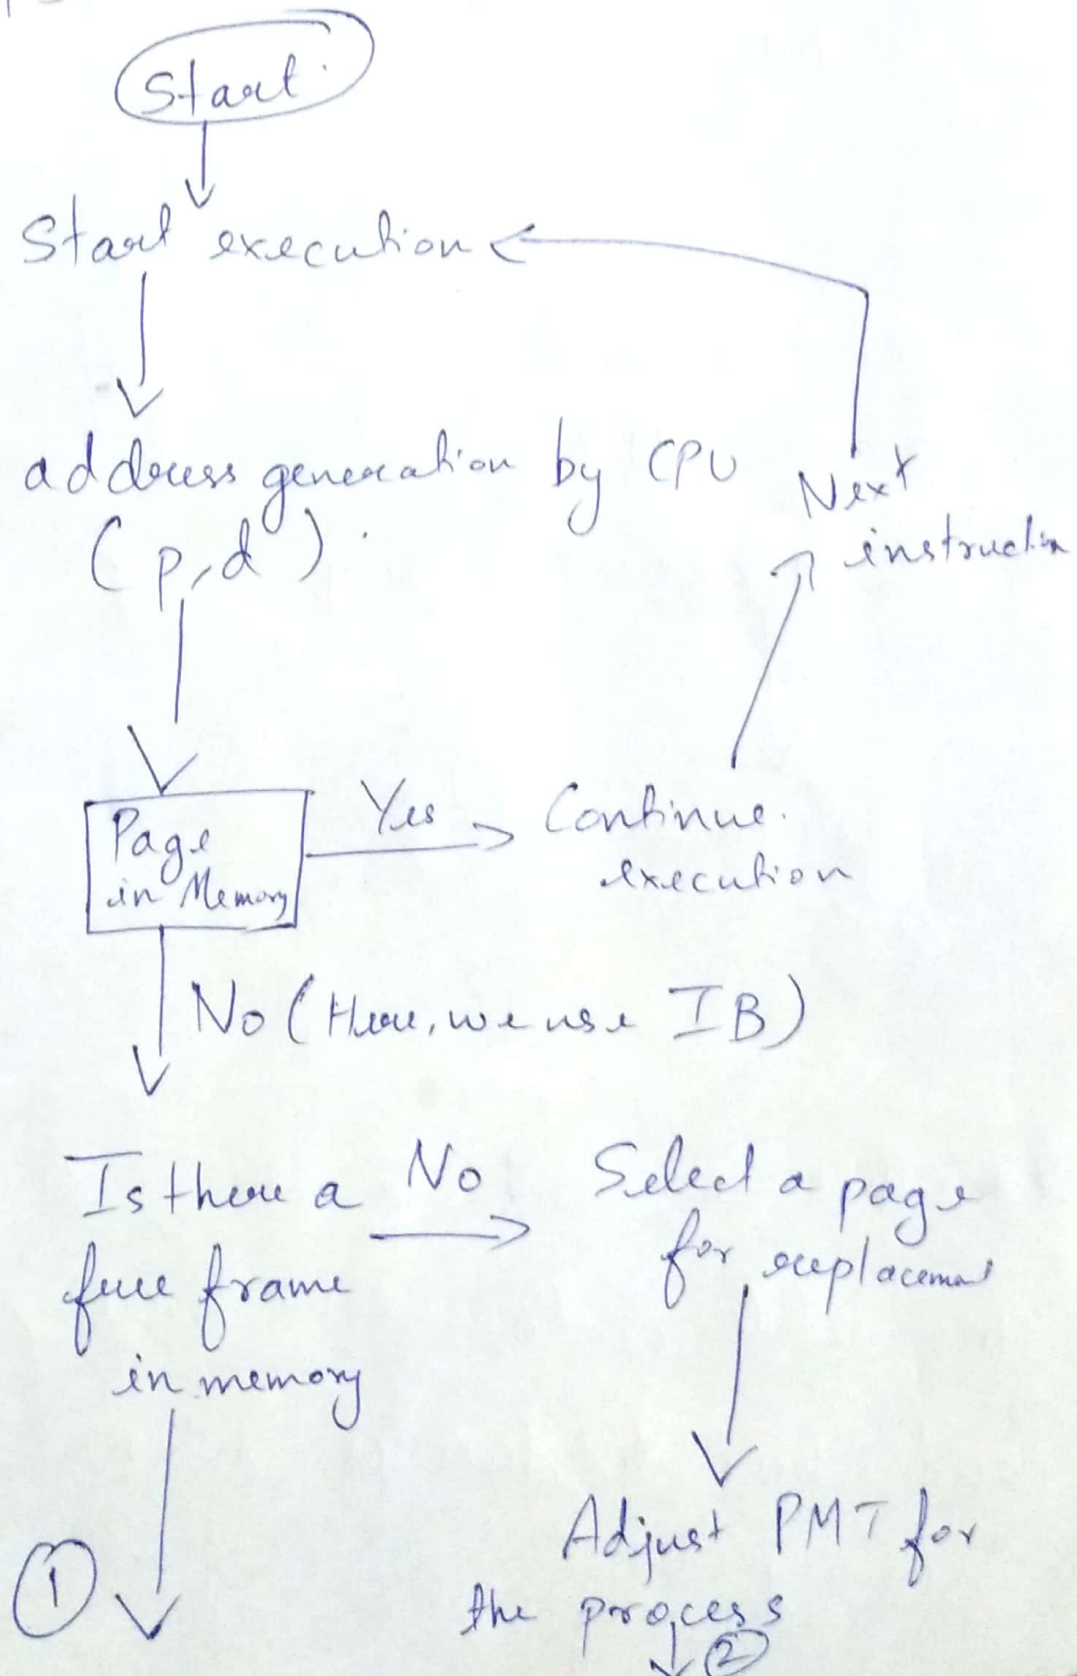 Start.
Start execution
address generation by CPU
(p,d).
Next
instruction
Page
in Memory
Yes
Continue.
execution
No (Here, we use IB)
Is there a
free frame
in memory
No
Select a page
for replacement
Adjust PMT for
the process
1
2